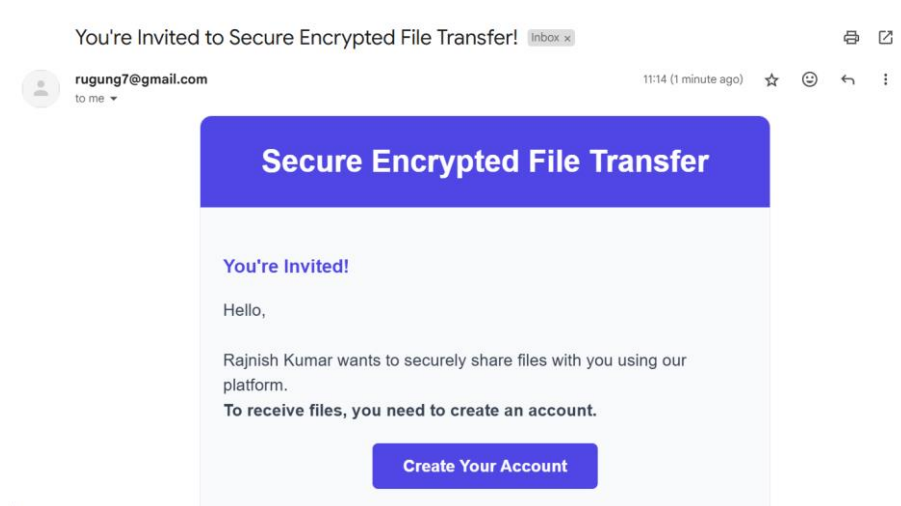 You're Invited to Secure Encrypted File Transfer! Inbox ×
rugung7@gmail.com 11:14 (1 minute ago)
to me
Secure Encrypted File Transfer
You're Invited!
Hello,
Rajnish Kumar wants to securely share files with you using our
platform.
To receive files, you need to create an account.
Create Your Account